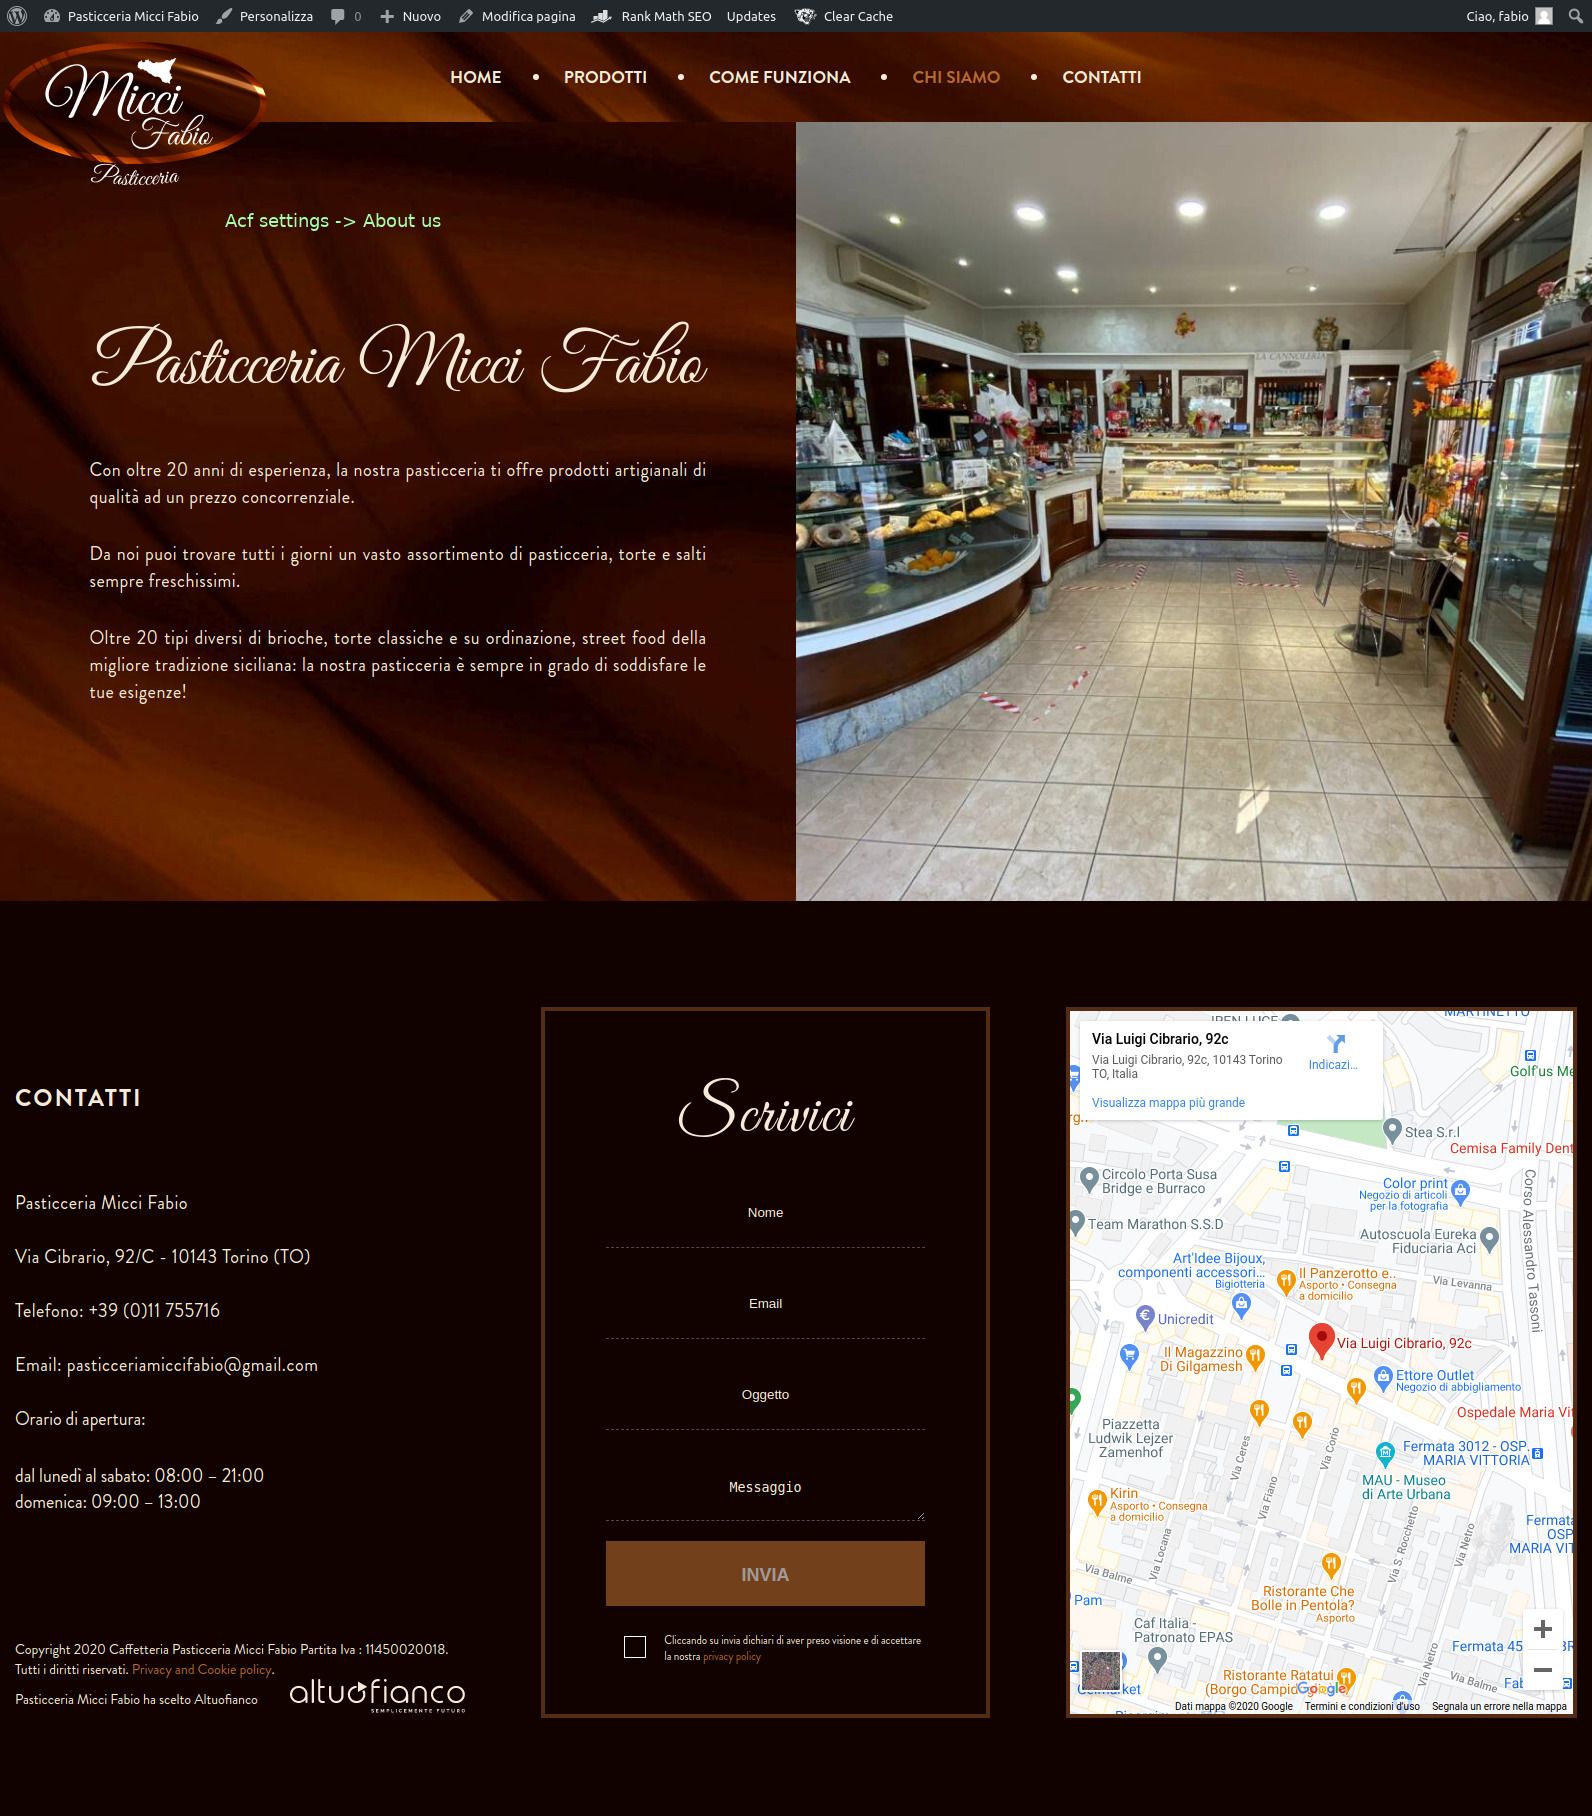 Pasticceria Micci Fabio
Personalizza
0
Nuovo
Modifica pagina
Rank Math SEO
Updates
Clear Cache
Ciao, fabio
Micci
Fabio
Pasticceria
HOME
PRODOTTI
COME FUNZIONA
CHI SIAMO
CONTATTI
Acf settings -> About us
Pasticceria Micci Fabio
Con oltre 20 anni di esperienza, la nostra pasticceria ti offre prodotti artigianali di
qualità ad un prezzo concorrenziale.
Da noi puoi trovare tutti i giorni un vasto assortimento di pasticceria, torte e salti
sempre freschissimi.
Oltre 20 tipi diversi di brioche, torte classiche e su ordinazione, street food della
migliore tradizione siciliana: la nostra pasticceria è sempre in grado di soddisfare le
tue esigenze!
LA CANNOLERIA
CONTATTI
Pasticceria Micci Fabio
Via Cibrario, 92/C - 10143 Torino (TO)
Telefono: +39 (0)11 755716
Email: pasticceriamiccifabio@gmail.com
Orario di apertura:
dal lunedì al sabato: 08:00 – 21:00
domenica: 09:00 – 13:00
Copyright 2020 Caffetteria Pasticceria Micci Fabio Partita Iva : 11450020018.
Tutti i diritti riservati. Privacy and Cookie policy.
Pasticceria Micci Fabio ha scelto Altuofianco
altuofianco
SEMPLICEMENTE FUTURO
Scrivici
Nome
Email
Oggetto
Messaggio
INVIA
Cliccando su invia dichiari di aver preso visione e di accettare
la nostra privacy policy
MARTINETTO
Via Luigi Cibrario, 92c
Via Luigi Cibrario, 92c, 10143 Torino
TO, Italia
Indicazi...
Visualizza mappa più grande
Golf'us Me
Stea S.r.l
Cemisa Family Dent
Circolo Porta Susa
Bridge e Burraco
Color print
Negozio di articoli
per la fotografia
Corso Alessandro Tassoni
Team Marathon S.S.D
Autoscuola Eureka
Fiduciaria Aci
Art'Idee Bijoux,
componenti accessori...
Bigiotteria
Il Panzerotto e..
Asporto • Consegna
a domicilio
Via Levanna
Unicredit
Via Luigi Cibrario, 92c
Il Magazzino
Di Gilgamesh
Ettore Outlet
Negozio di abbigliamento
Ospedale Maria Vit
Piazzetta
Ludwik Lejzer
Zamenhof
Via Ceres
Via Corio
Fermata 3012 - OSP.
MARIA VITTORIA
MAU - Museo
di Arte Urbana
Via Fiano
Kirin
Asporto • Consegna
a domicilio
Via Locana
Via S. Rocchetto
Via Netro
Fermata
OSP
MARIA VIT
Via Balme
Ristorante Che
Bolle in Pentola?
Asporto
Pam
Caf Italia -
Patronato EPAS
Via Netro
Fermata 45
Ristorante Ratatui
(Borgo Campid
Google
Via Balme
Fab
Dati mappa ©2020 Google
Termini e condizioni d'uso
Segnala un errore nella mappa